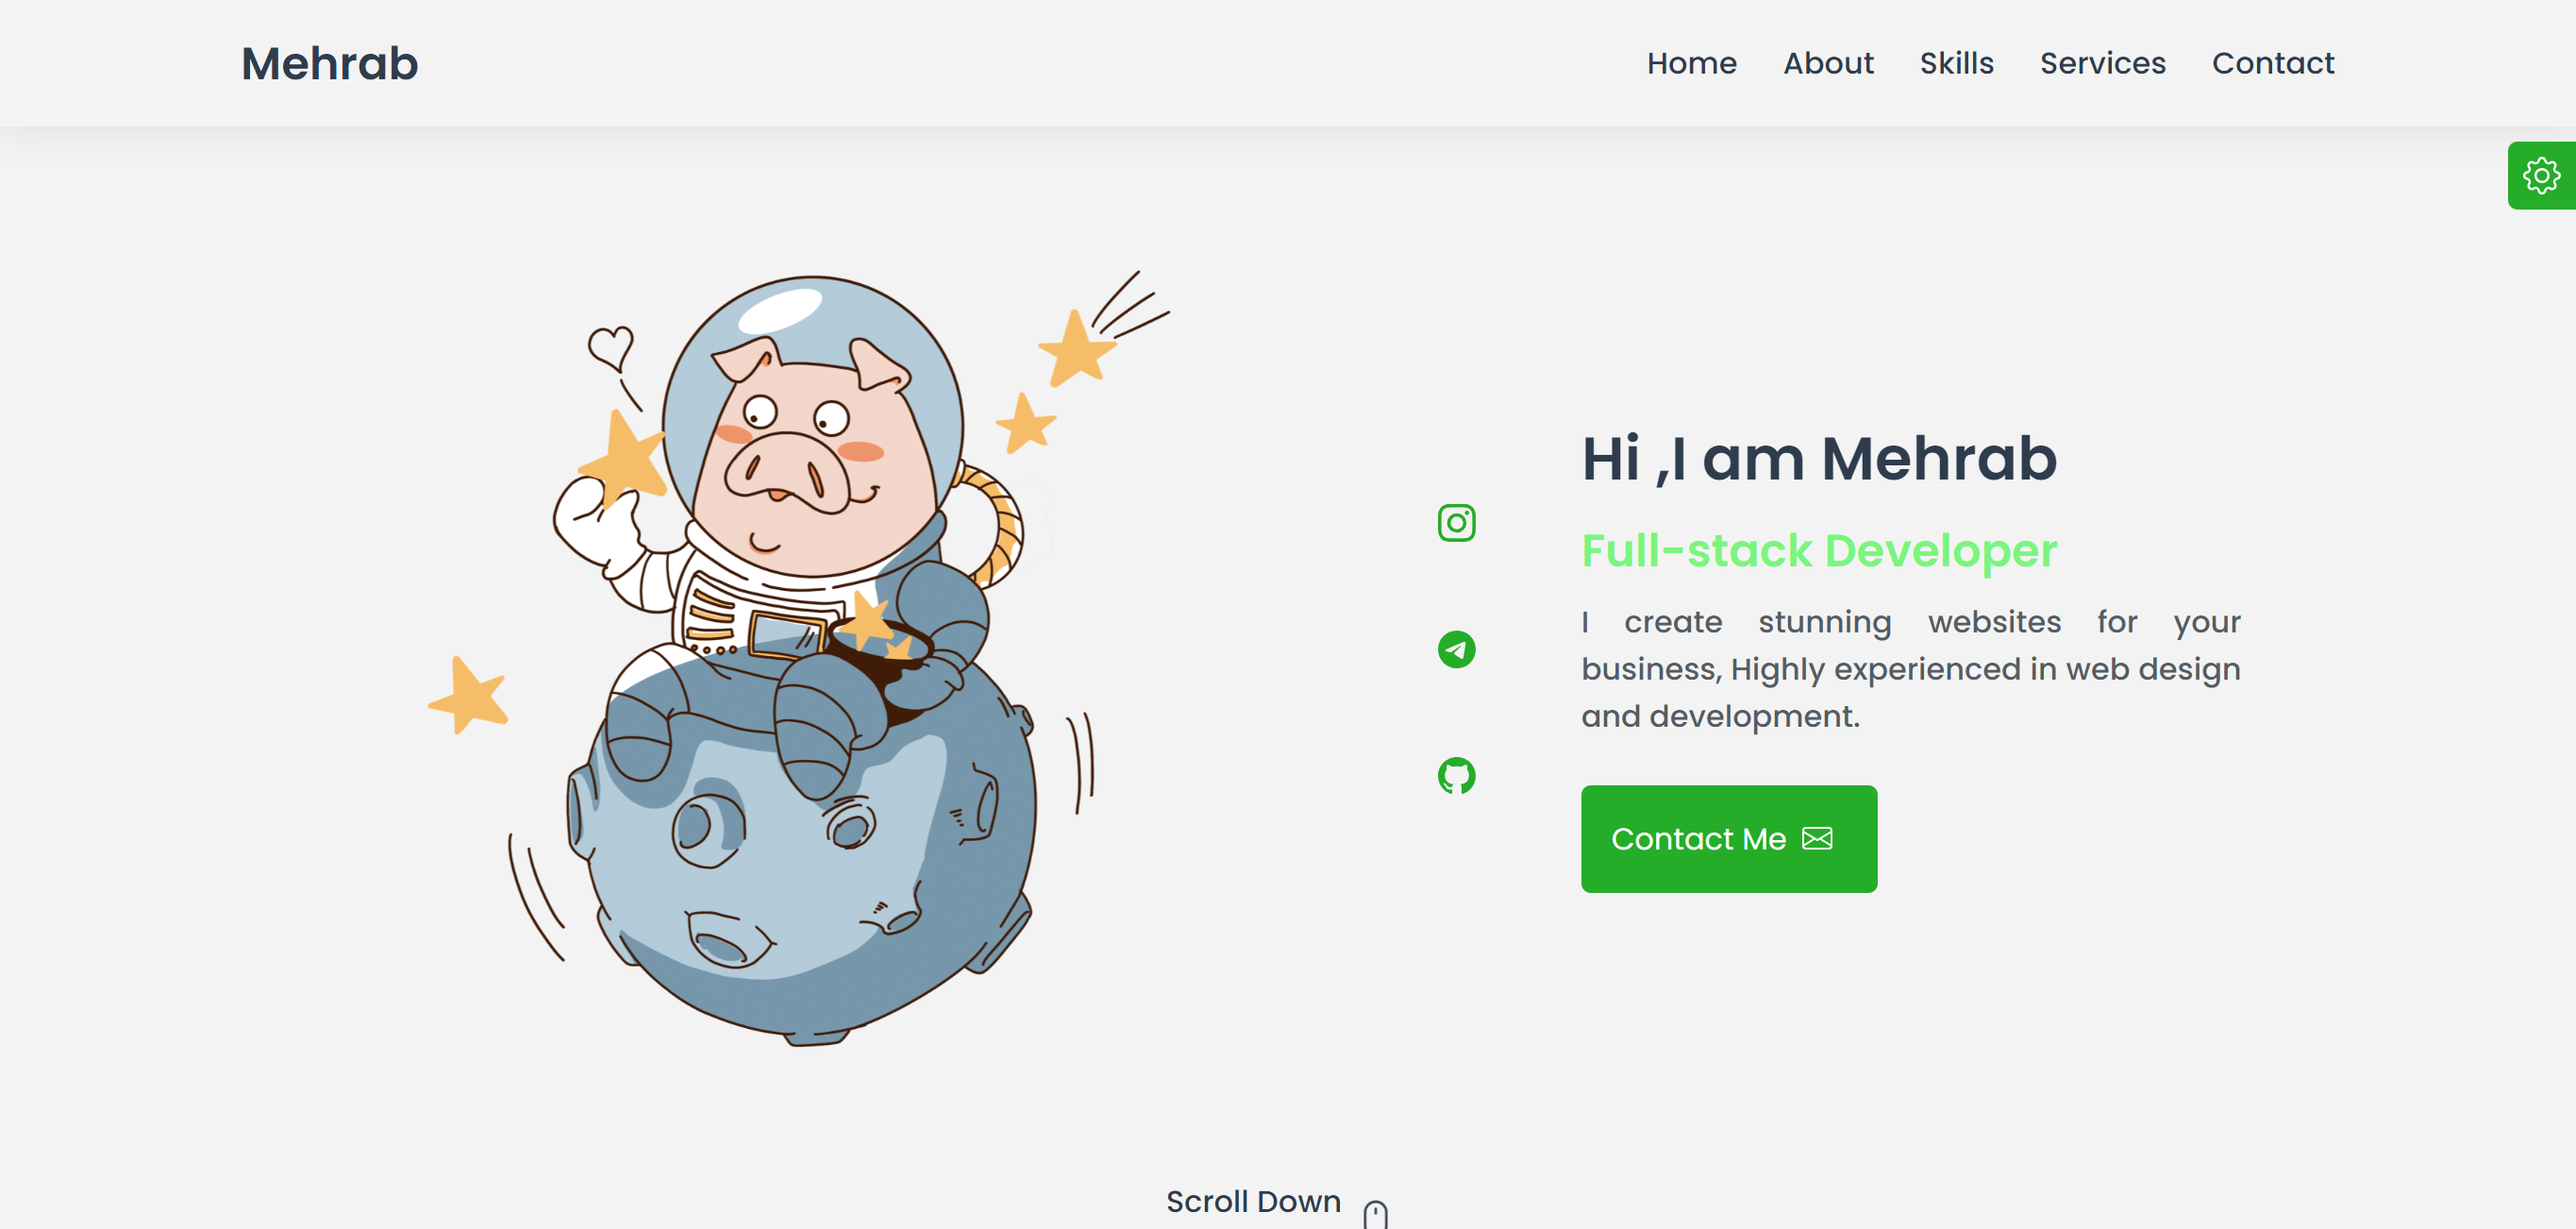 Mehrab
Home About Skills Services Contact
Hi ,I am Mehrab
Full-stack Developer
I create stunning websites for your
business, Highly experienced in web design
and development.
Contact Me
Scroll Down